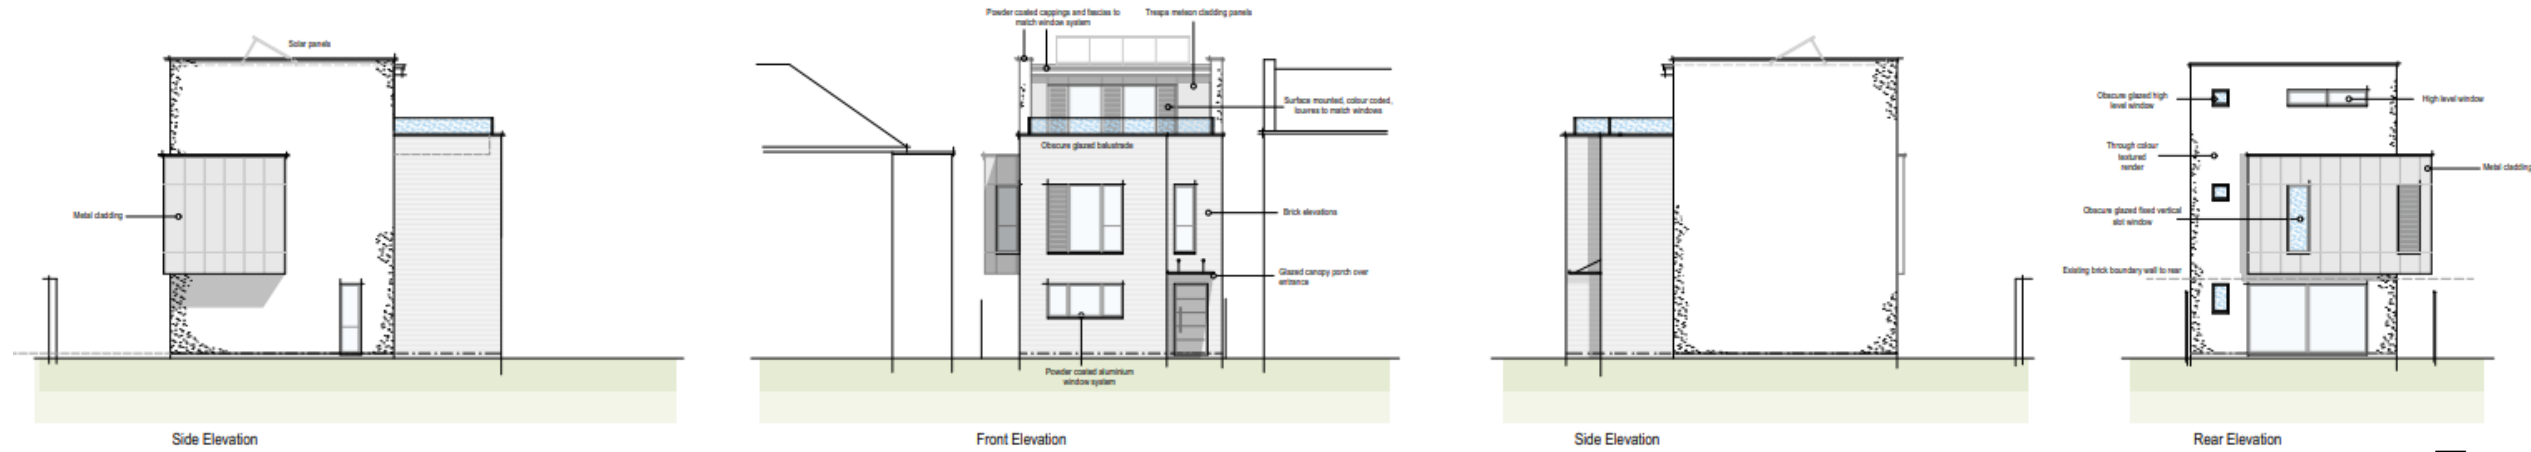 Solar panels
Metal cladding
Side Elevation
Powder coated cappings and fascias to
match window system
Trespa meteon cladding panels
Surface mounted, colour coded,
louvres to match windows
Obscure glazed balustrade
Brick elevations
Glazed canopy porch over
entrance
Powder coated aluminium
window system
Front Elevation
Side Elevation
Obscure glazed high
level window
High level window
Through colour
textured
render
Metal cladding
Obscure glazed fixed vertical
slot window
Existing brick boundary wall to rear
Rear Elevation